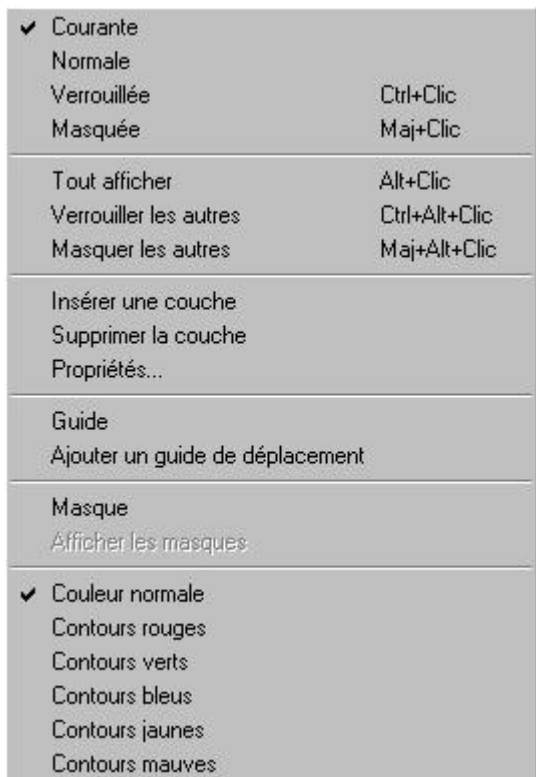 Courante
Normale
Verrouillée Ctrl+Clic
Masquée Maj+Clic
Tout afficher Alt+Clic
Verrouiller les autres Ctrl+Alt+Clic
Masquer les autres Maj+Alt+Clic
Insérer une couche
Supprimer la couche
Propriétés...
Guide
Ajouter un guide de déplacement
Masque
Afficher les masques
Couleur normale
Contours rouges
Contours verts
Contours bleus
Contours jaunes
Contours mauves